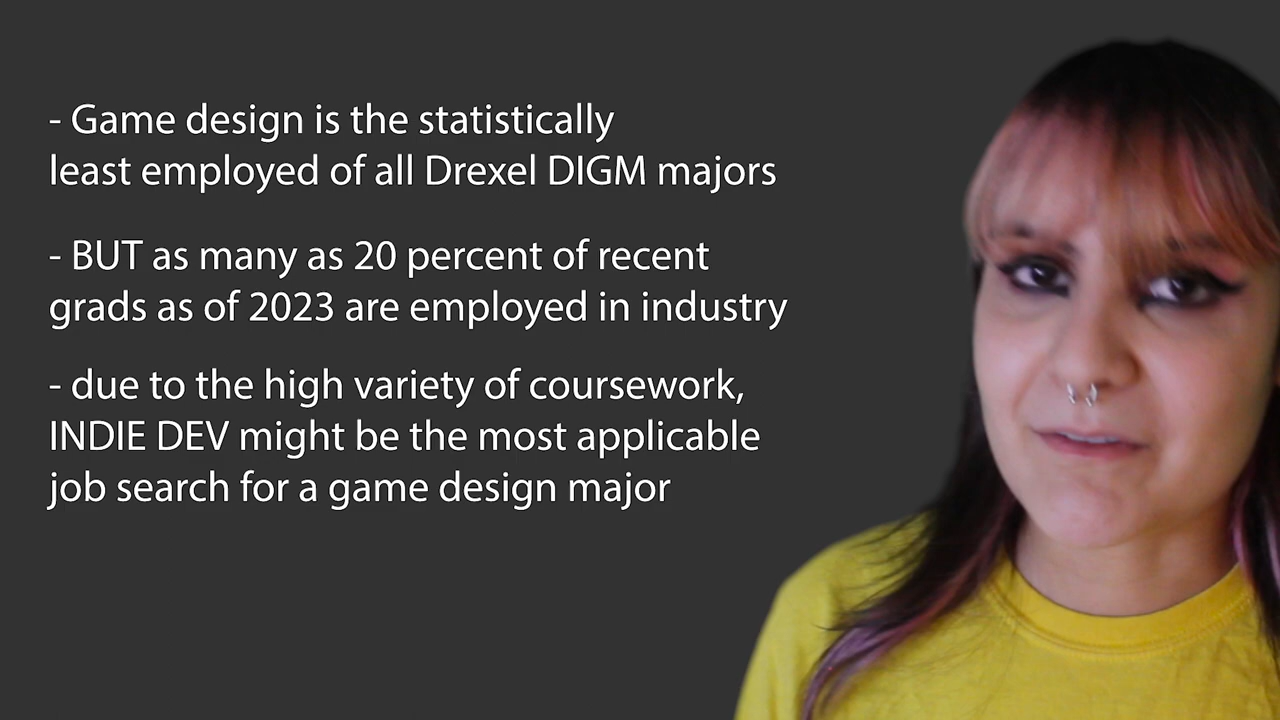 - Game design is the statistically
least employed of all Drexel DIGM majors
- BUT as many as 20 percent of recent
grads as of 2023 are employed in industry
- due to the high variety of coursework,
INDIE DEV might be the most applicable
job search for a game design major